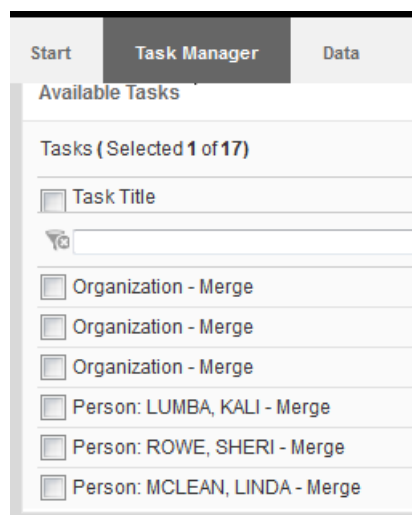 Start Task Manager Data
Available Tasks
Tasks ( Selected 1 of 17)
Task Title
Organization - Merge
Organization - Merge
Organization - Merge
Person: LUMBA, KALI - Merge
Person: ROWE, SHERI - Merge
Person: MCLEAN, LINDA - Merge